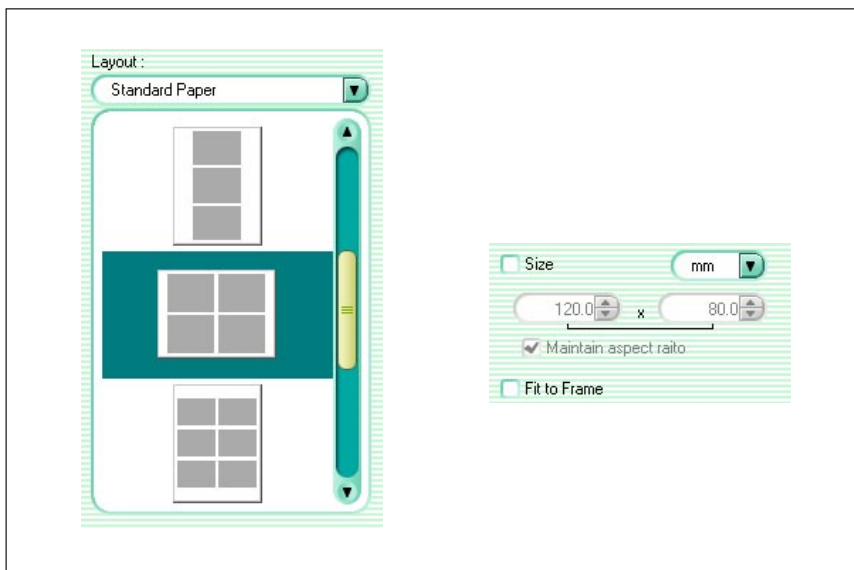 Layout :
Standard Paper
Size
mm
120.0 x 80.0
Maintain aspect raito
Fit to Frame